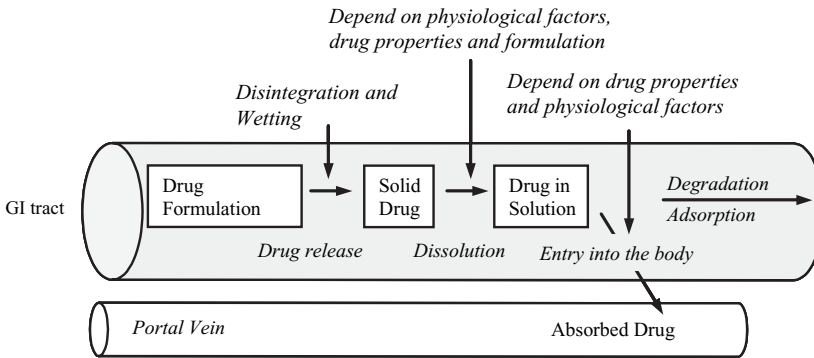 Depend on physiological factors,
drug properties and formulation
Depend on drug properties
and physiological factors
Disintegration and
Wetting
GI tract
Drug
Formulation
Solid
Drug
Drug in
Solution
Degradation
Adsorption
Drug release
Dissolution
Entry into the body
Portal Vein
Absorbed Drug